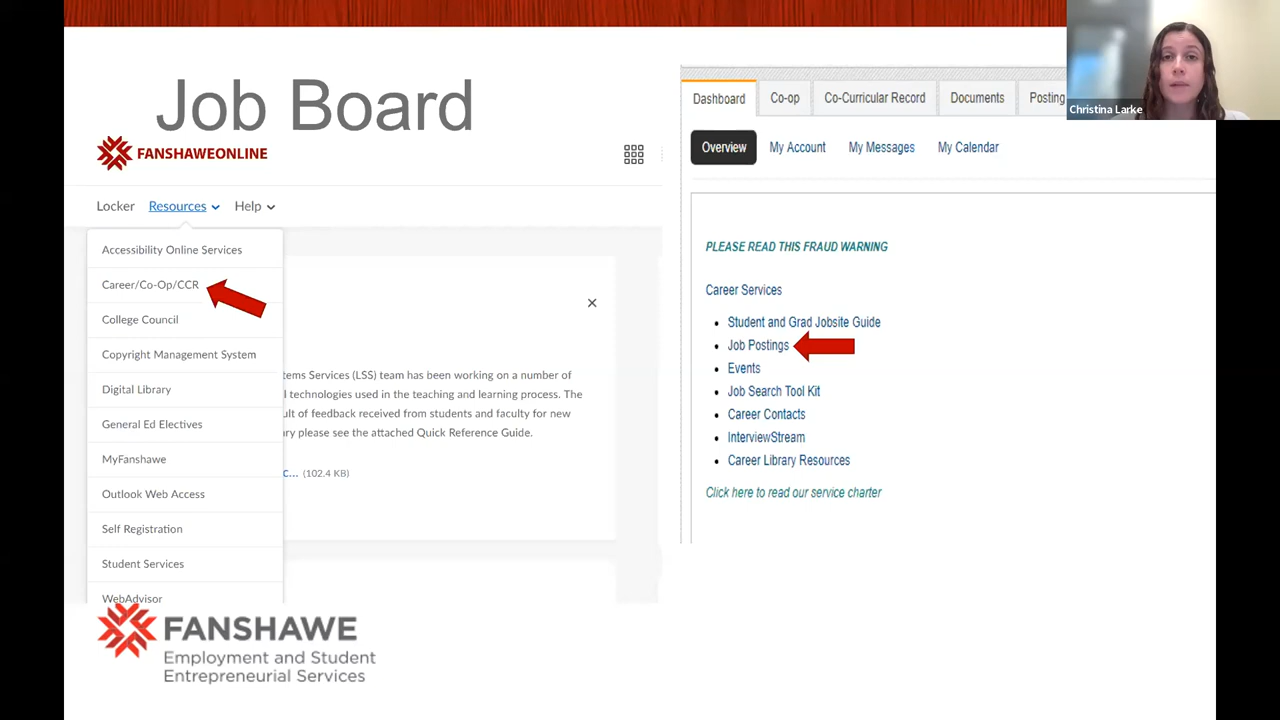 Job Board
FANSHAWEONLINE
Locker Resources Help
Accessibility Online Services
Career/Co-Op/CCR
College Council
Copyright Management System
Digital Library
General Ed Electives
MyFanshawe
Outlook Web Access
Self Registration
Student Services
WebAdvisor
tems Services (LSS) team has been working on a number of
l technologies used in the teaching and learning process. The
ult of feedback received from students and faculty for new
ary please see the attached Quick Reference Guide.
c... (102.4 KB)
FANSHAWE
Employment and Student
Entrepreneurial Services
Dashboard Co-op Co-Curricular Record Documents Posting
Overview My Account My Messages My Calendar
PLEASE READ THIS FRAUD WARNING
Career Services
• Student and Grad Jobsite Guide
• Job Postings
• Events
• Job Search Tool Kit
• Career Contacts
• InterviewStream
• Career Library Resources
Click here to read our service charter
Christina Larke